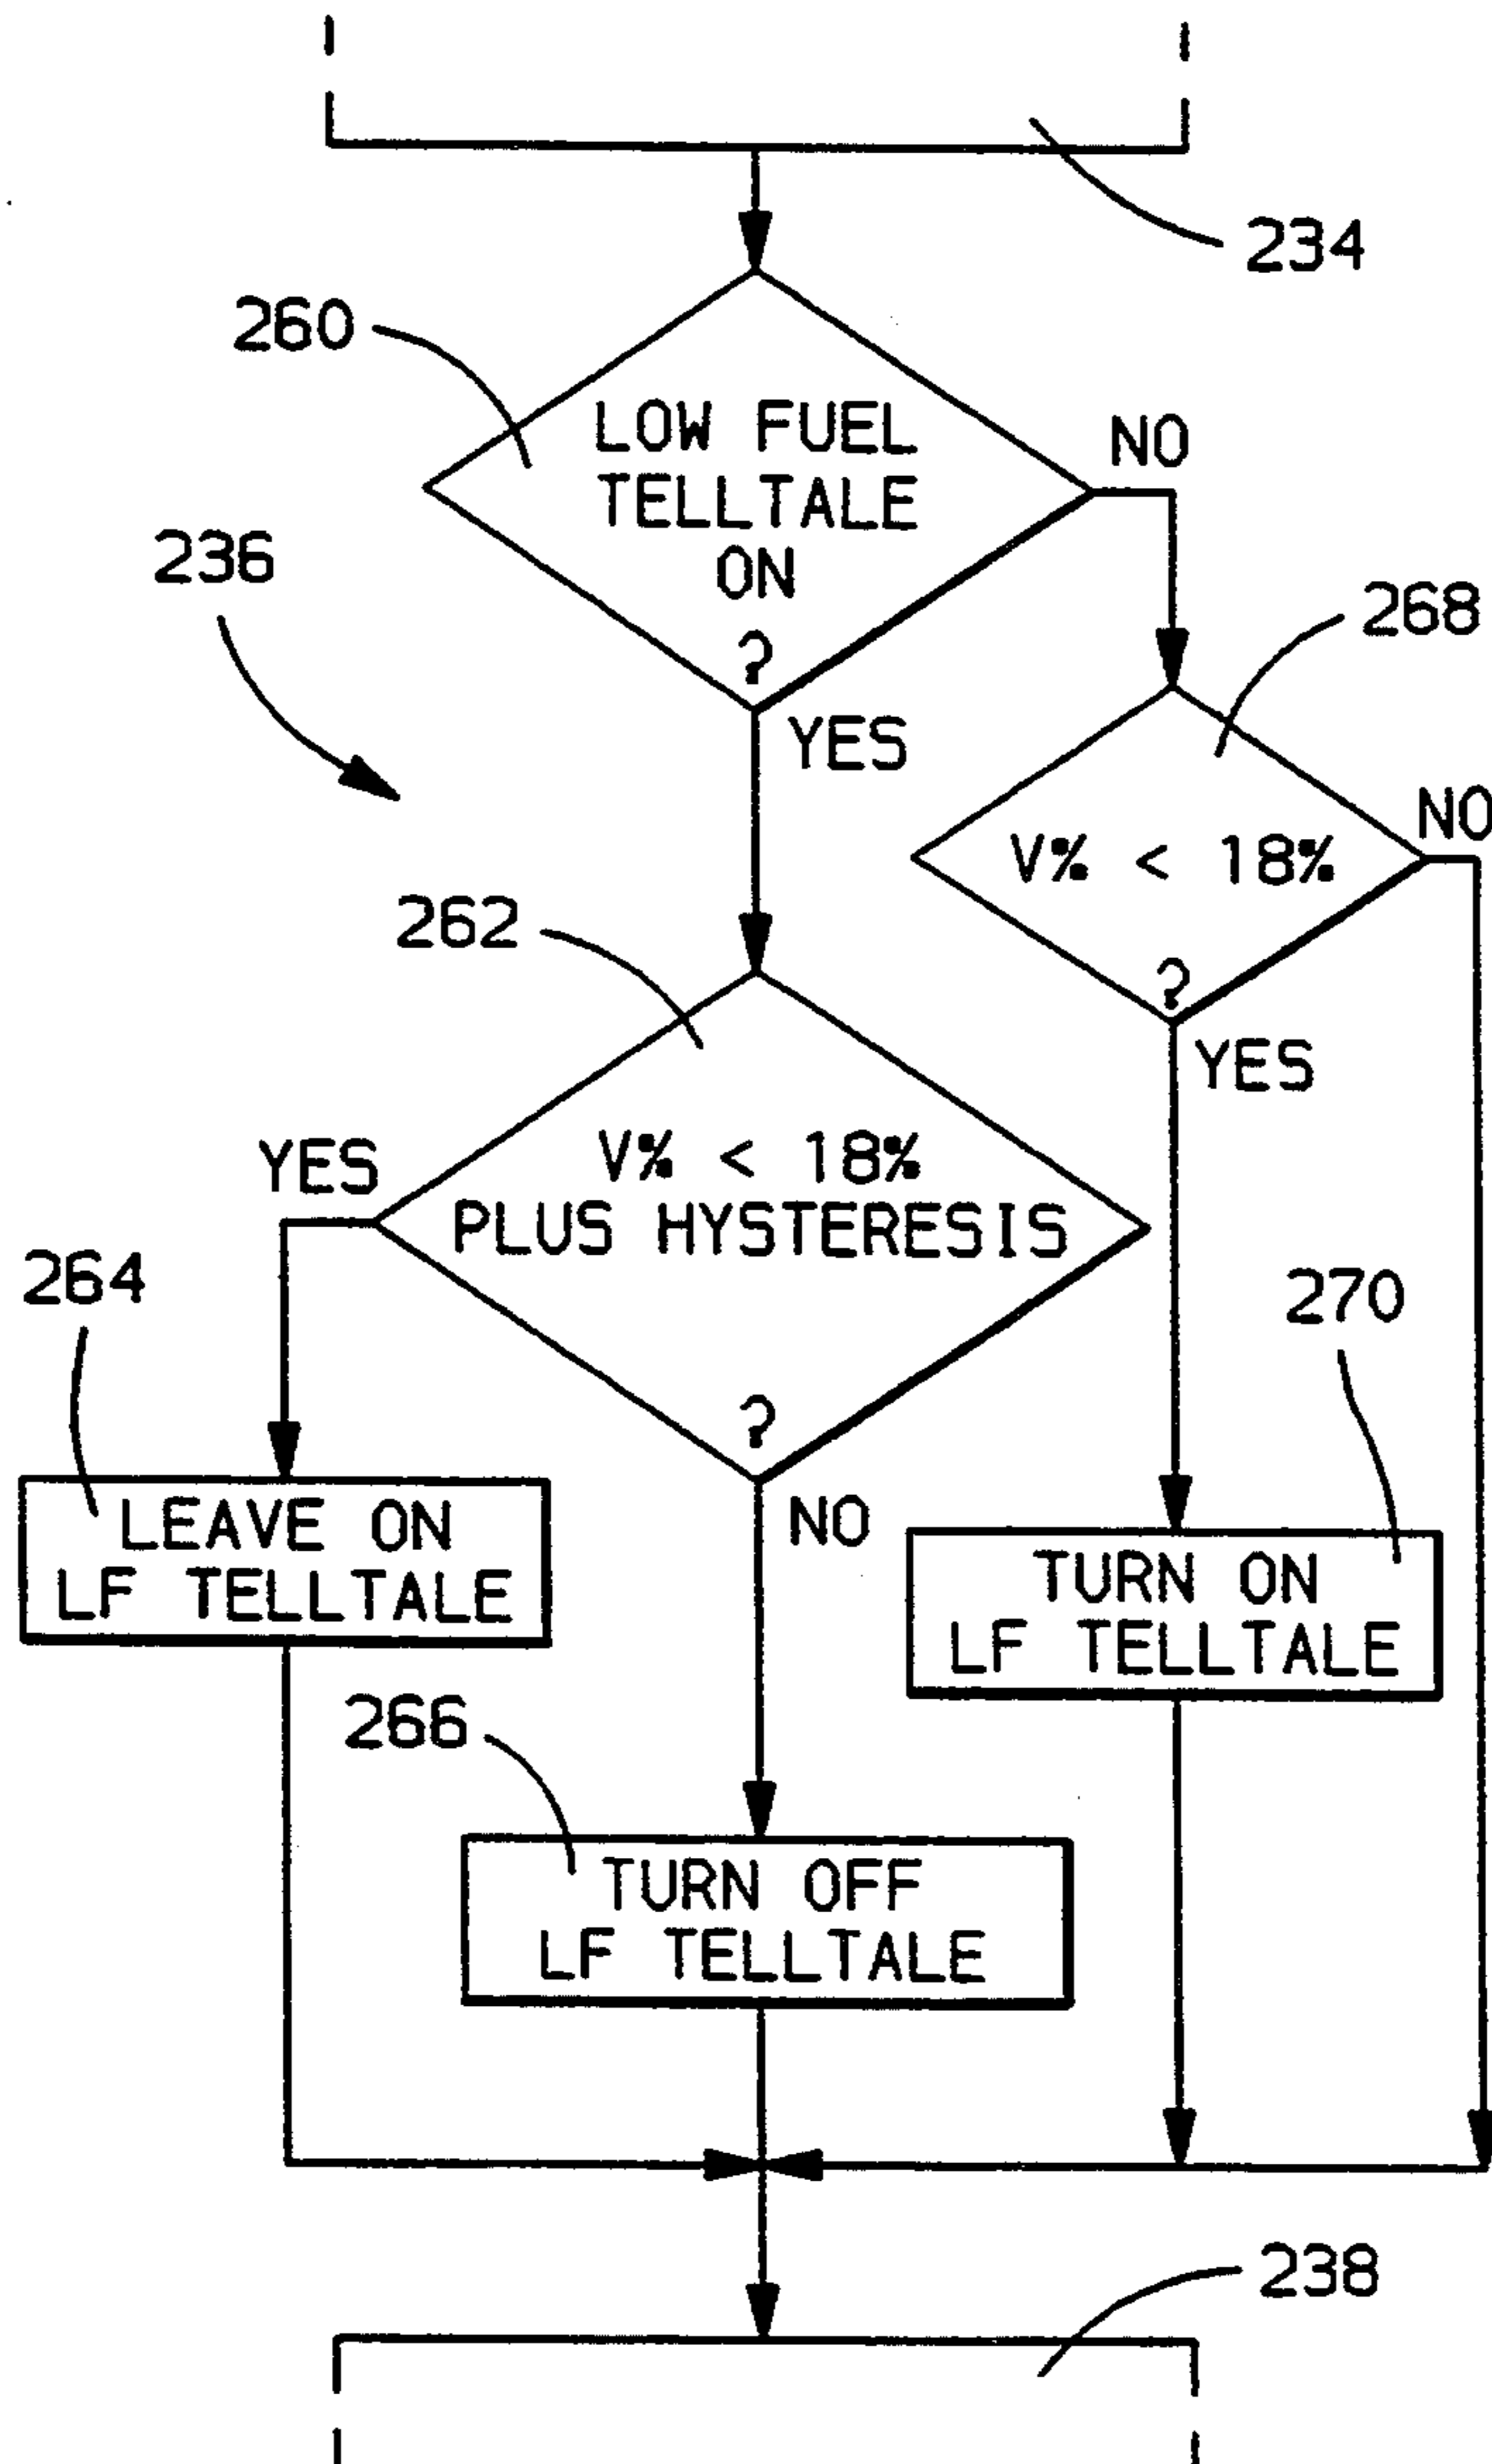 234
260
LOW FUEL
TELLTALE
ON
?
NO
236
268
YES
V% < 18%
?
NO
262
YES
V% < 18%
PLUS HYSTERESIS
?
YES
264
270
NO
LEAVE ON
LF TELLTALE
TURN ON
LF TELLTALE
266
TURN OFF
LF TELLTALE
238